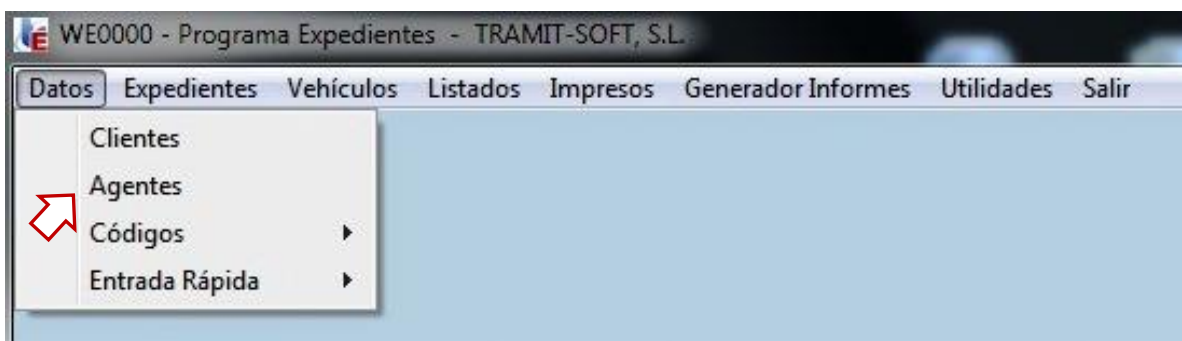 WE0000 - Programa Expedientes - TRAMIT-SOFT, S.L.
Datos Expedientes Vehículos Listados Impresos Generador Informes Utilidades Salir
Clientes
Agentes
Códigos
Entrada Rápida